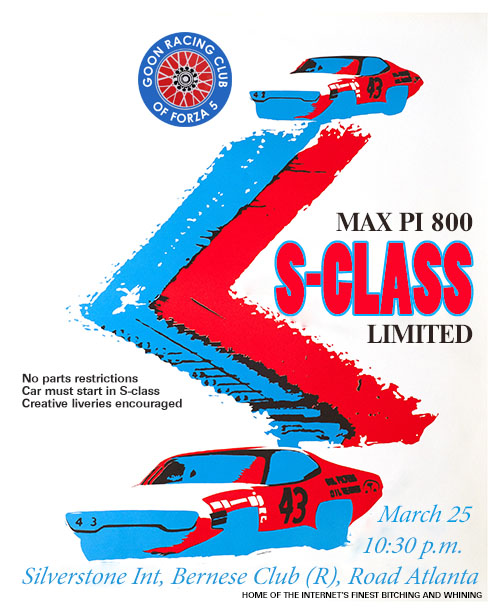 GOON RACING CLUB
OF FORZA 5
43
43
MAX PI 800
S-CLASS
LIMITED
No parts restrictions
Car must start in S-class
Creative liveries encouraged
43
43
March 25
10:30 p.m.
Silverstone Int, Bernese Club (R), Road Atlanta
HOME OF THE INTERNET'S FINEST BITCHING AND WHINING